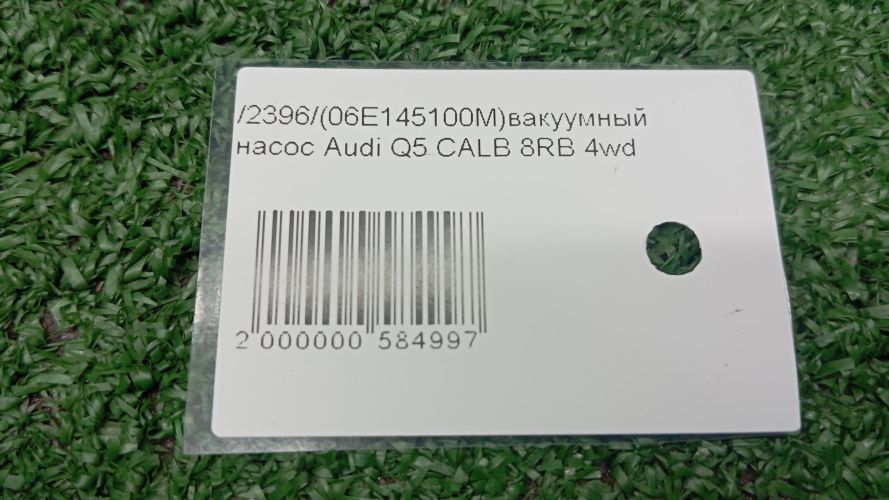 /2396/(06E145100M)вакуумный
насос Audi Q5 CALB 8RB 4wd
2 000000 584997